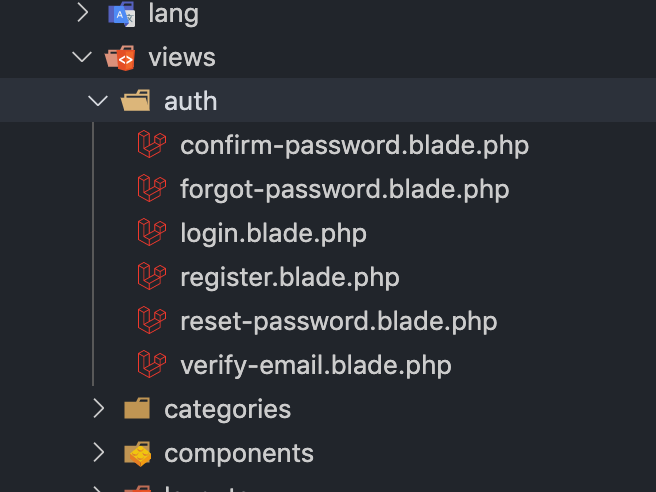 lang
views
auth
confirm-password.blade.php
forgot-password.blade.php
login.blade.php
register.blade.php
reset-password.blade.php
verify-email.blade.php
categories
components